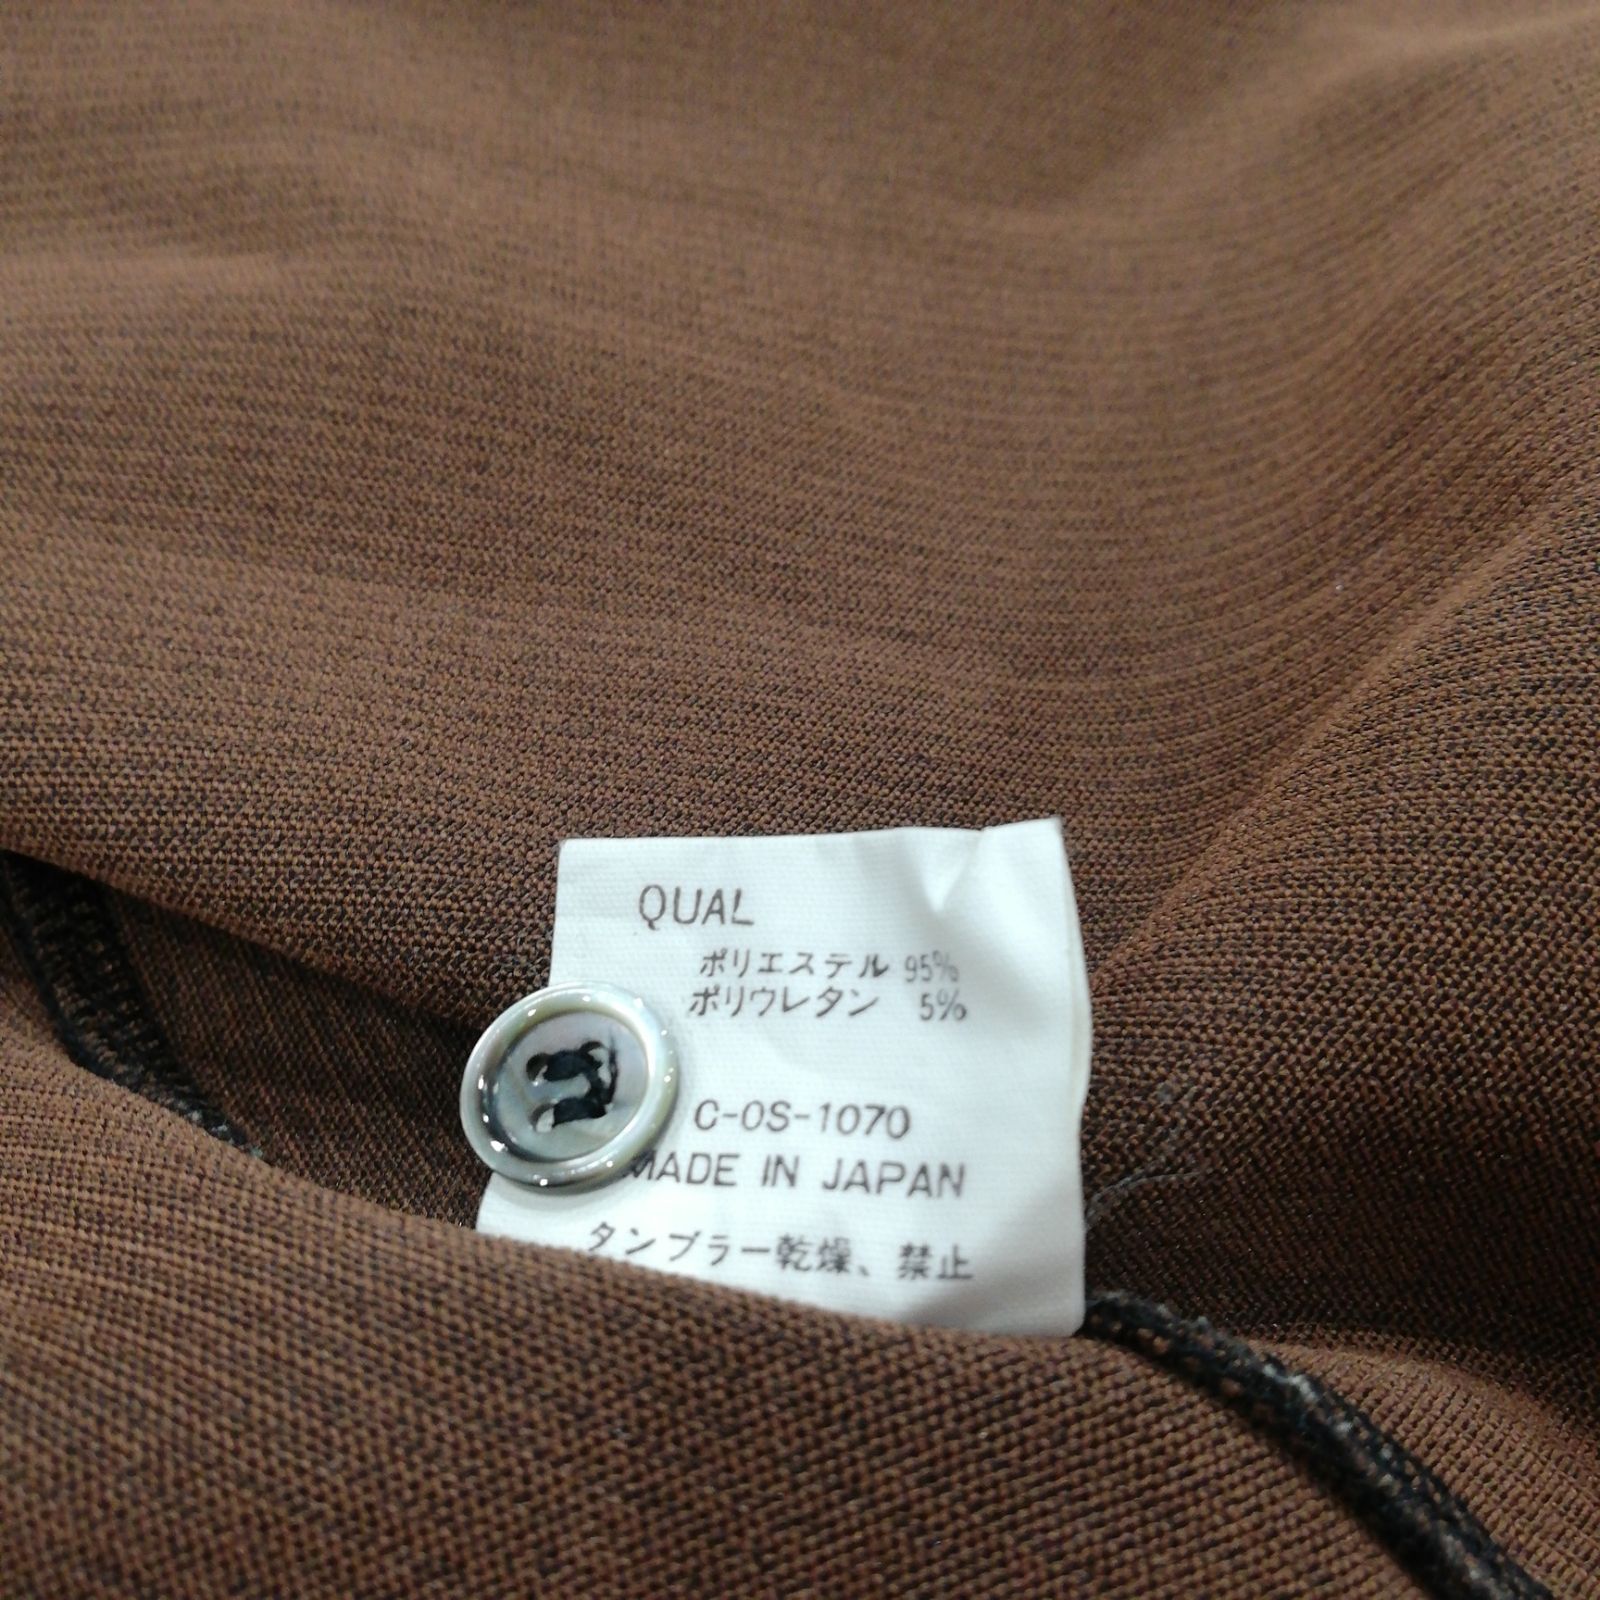 QUAL
ポリエステル 95%
ポリウレタン 5%
C-OS-1070
MADE IN JAPAN
タンブラー乾燥、禁止